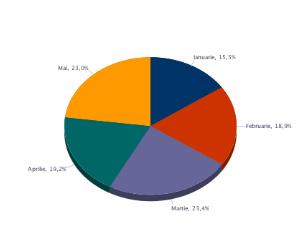 Ianuarie, 15,5%
Mai, 23,0%
Februarie, 18,9%
Aprilie, 19,2%
Martie, 23,4%